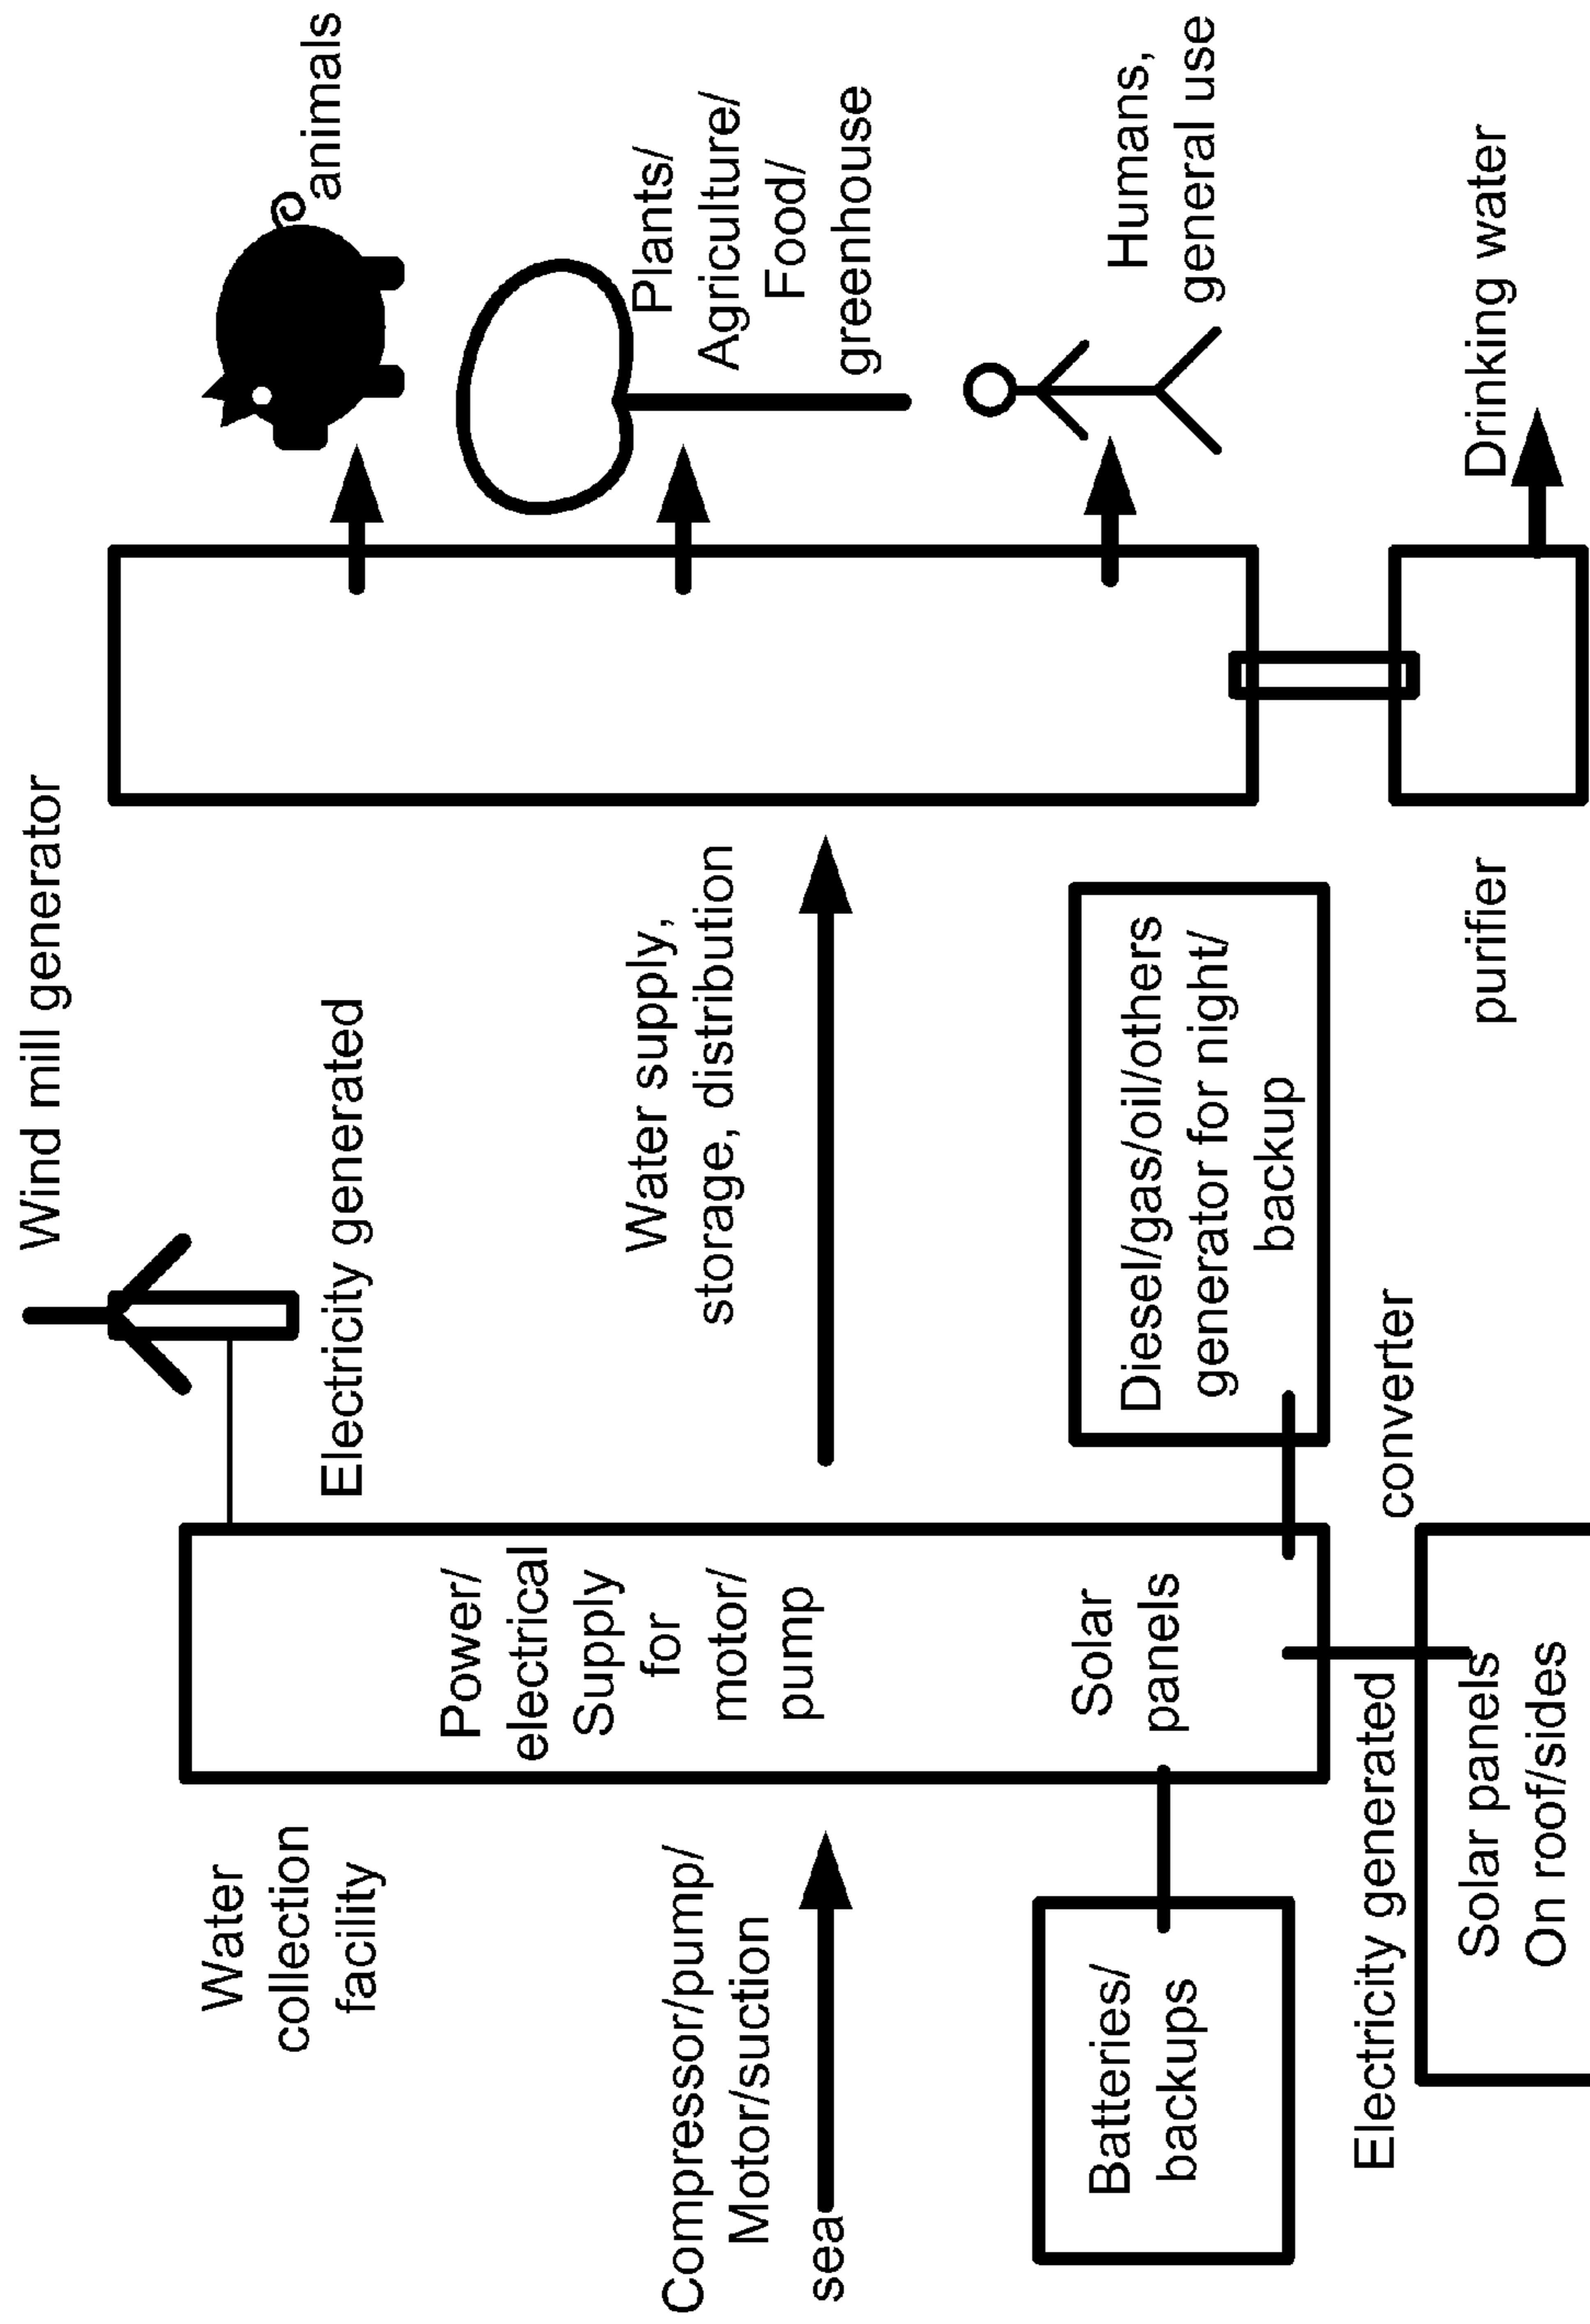 Wind mill generator
Water
collection
facility
Electricity generated
animals
Power/
electrical
Supply
for
motor/
pump
Compressor/pump/
Motor/suction
sea
Water supply,
storage, distribution
Plants/
Agriculture/
Food/
greenhouse
Solar
panels
Batteries/
backups
Diesel/gas/oil/others
generator for night/
backup
Humans,
general use
Electricity generated
converter
Solar panels
On roof/sides
purifier
Drinking water